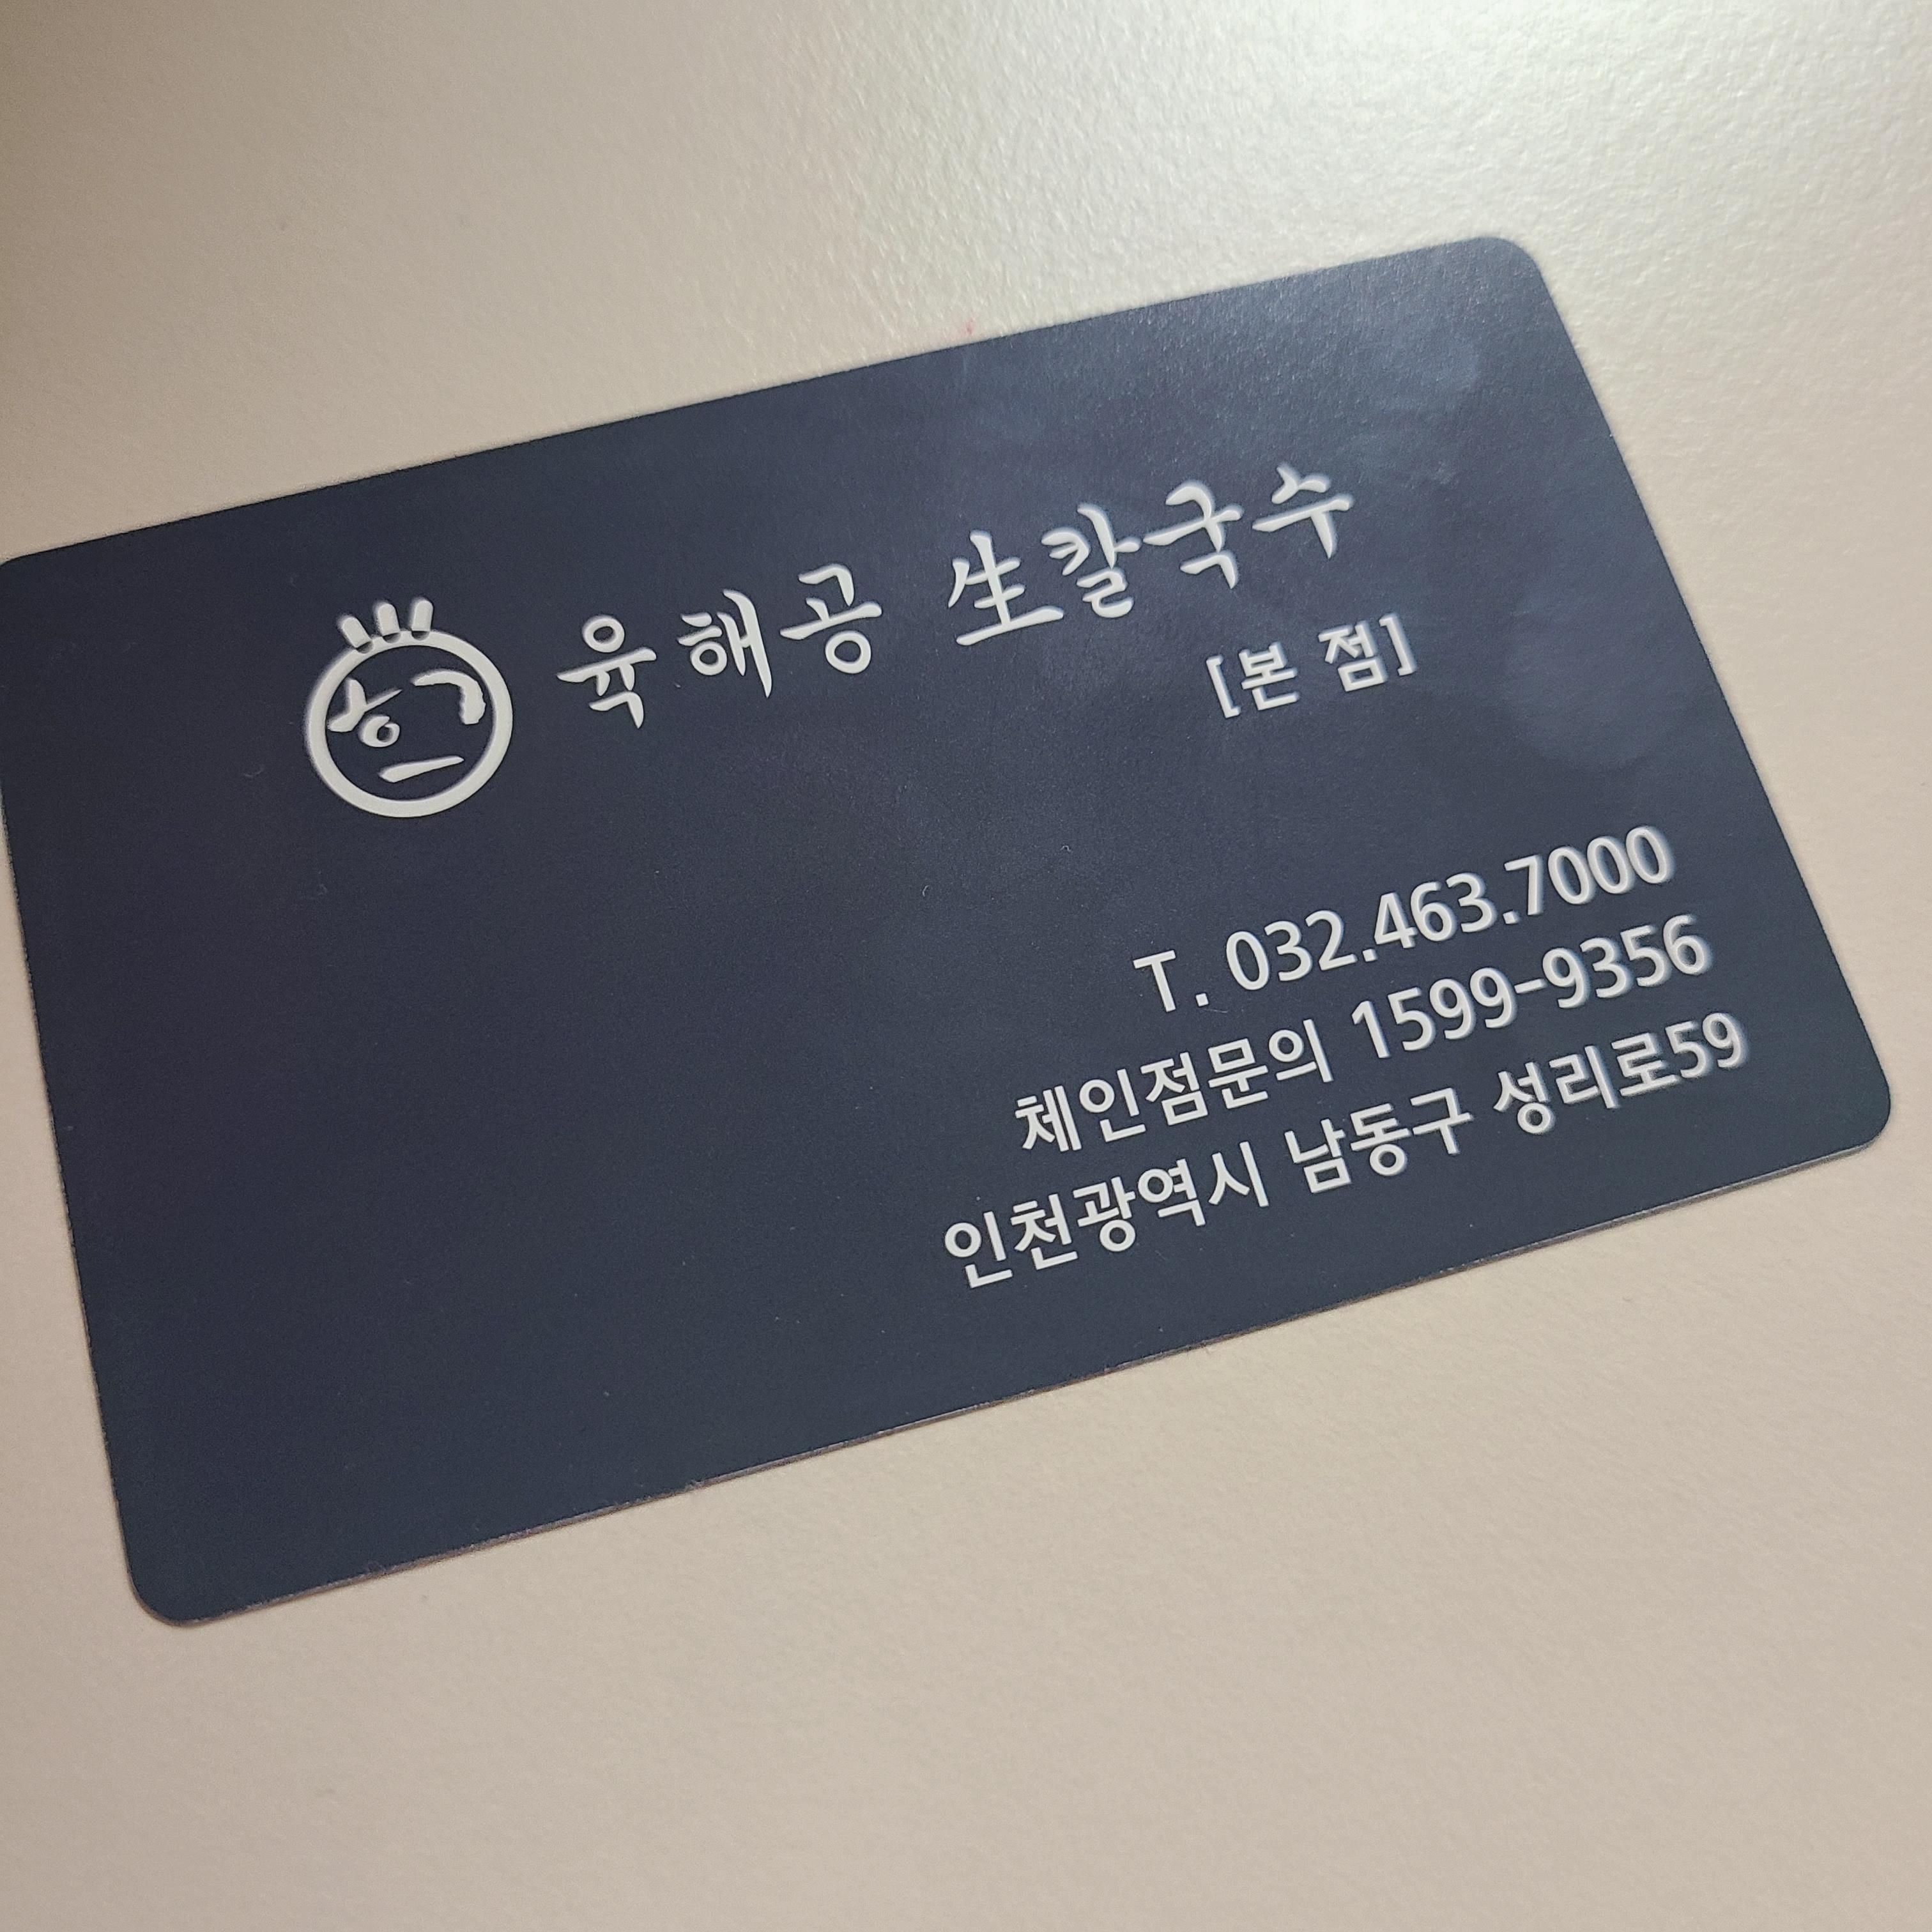 육해공 生칼국수
[본 점]
T. 032.463.7000
체인점문의 1599-9356
인천광역시 남동구 성리로59